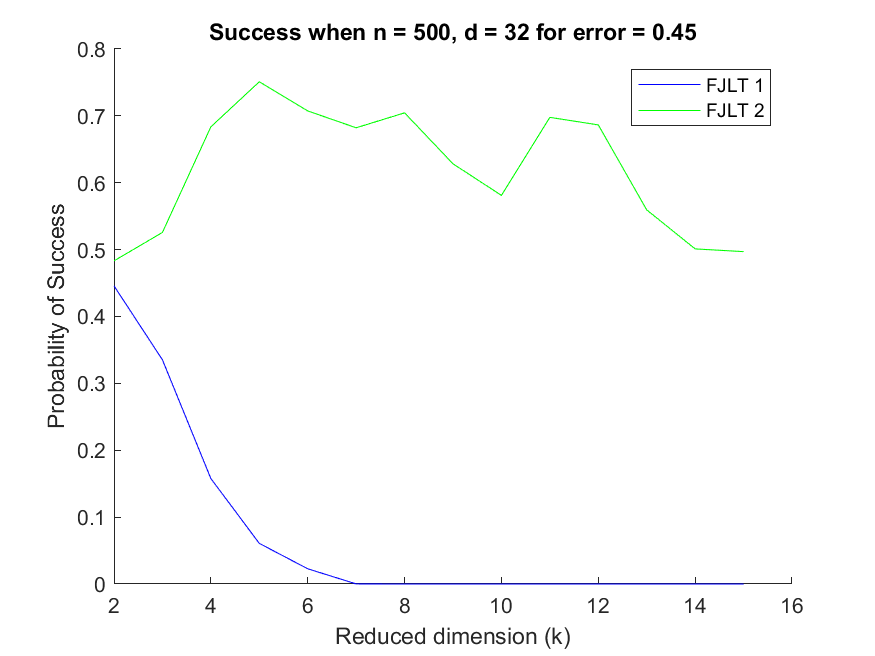 Success when n = 500, d = 32 for error = 0.45
FJLT 1
FJLT 2
Probability of Success
0.8
0.7
0.6
0.5
0.4
0.3
0.2
0.1
0
2 4 6 8 10 12 14 16
Reduced dimension (k)